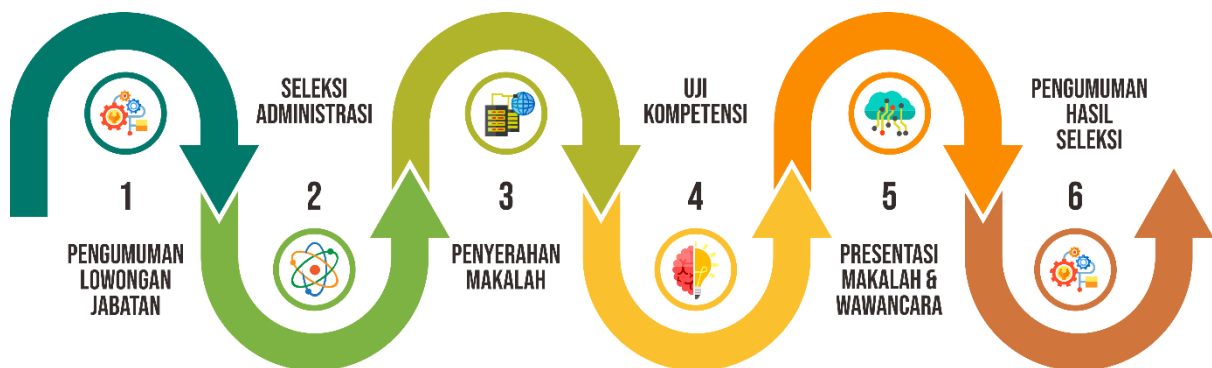 1
PENGUMUMAN
LOWONGAN
JABATAN
SELEKSI
ADMINISTRASI
2
3
PENYERAHAN
MAKALAH
UJI
KOMPETENSI
4
5
PRESENTASI
MAKALAH &
WAWANCARA
PENGUMUMAN
HASIL
SELEKSI
6